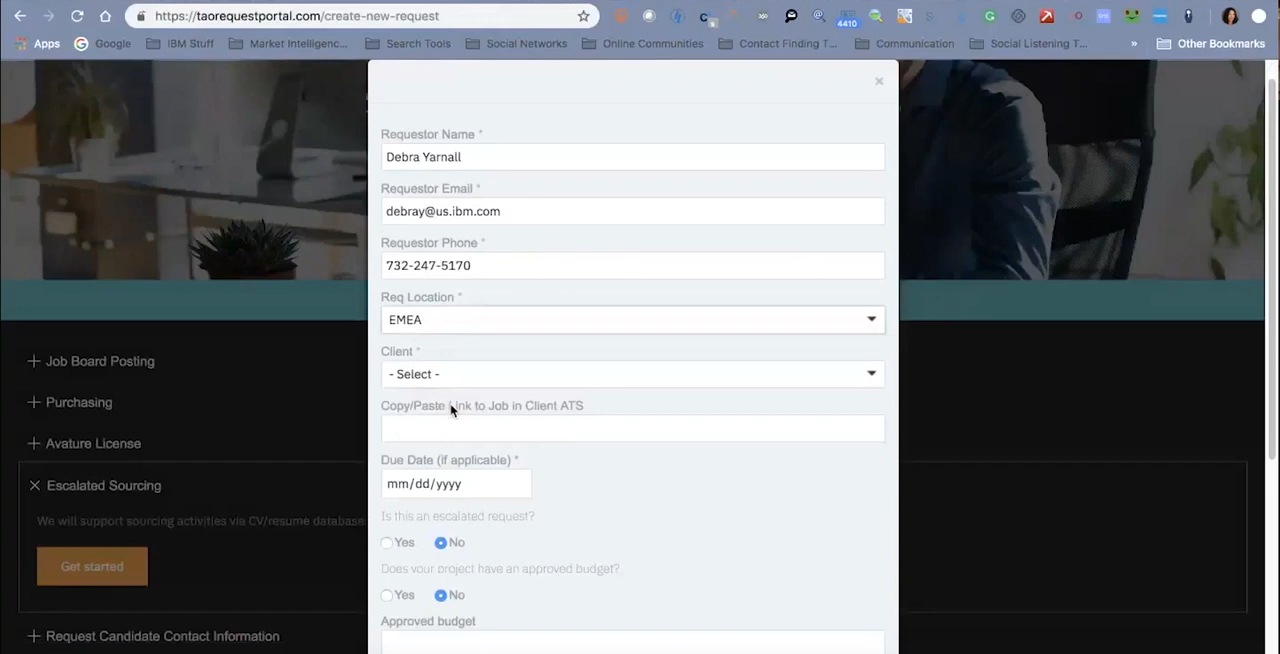 https://taorequestportal.com/create-new-request
4410
Apps
Google
IBM Stuff
Market Intelligenc...
Search Tools
Social Networks
Online Communities
Contact Finding T...
Communication
Social Listening T...
»
Other Bookmarks
×
Requestor Name *
Debra Yarnall
Requestor Email *
debray@us.ibm.com
Requestor Phone *
732-247-5170
Req Location *
EMEA
Client *
- Select -
Copy/Paste Link to Job in Client ATS
Due Date (if applicable) *
mm/dd/yyyy
Is this an escalated request?
Yes No
Does your project have an approved budget?
Yes No
Approved budget
Job Board Posting
Purchasing
Avature License
Escalated Sourcing
We will support sourcing activities via CV/resume database
Get started
Request Candidate Contact Information